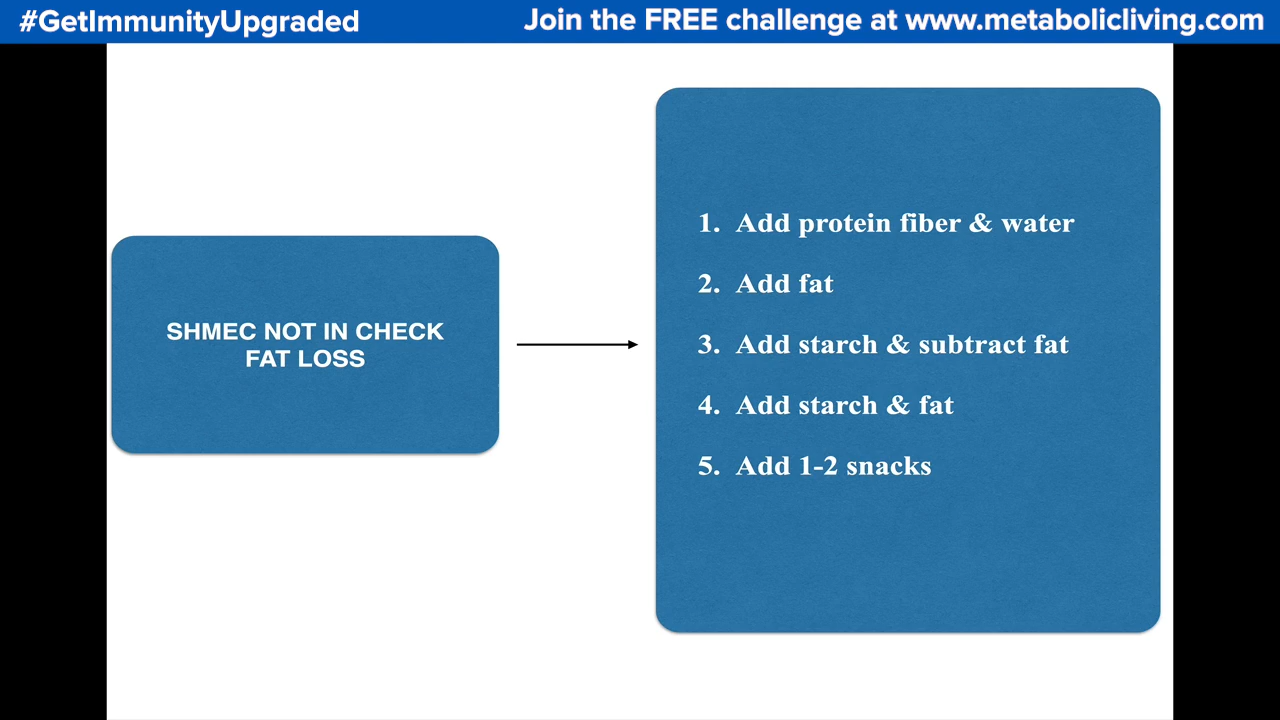 #GetImmunityUpgraded
Join the FREE challenge at www.metabolicliving.com
SHMEC NOT IN CHECK
FAT LOSS
1. Add protein fiber & water
2. Add fat
3. Add starch & subtract fat
4. Add starch & fat
5. Add 1-2 snacks